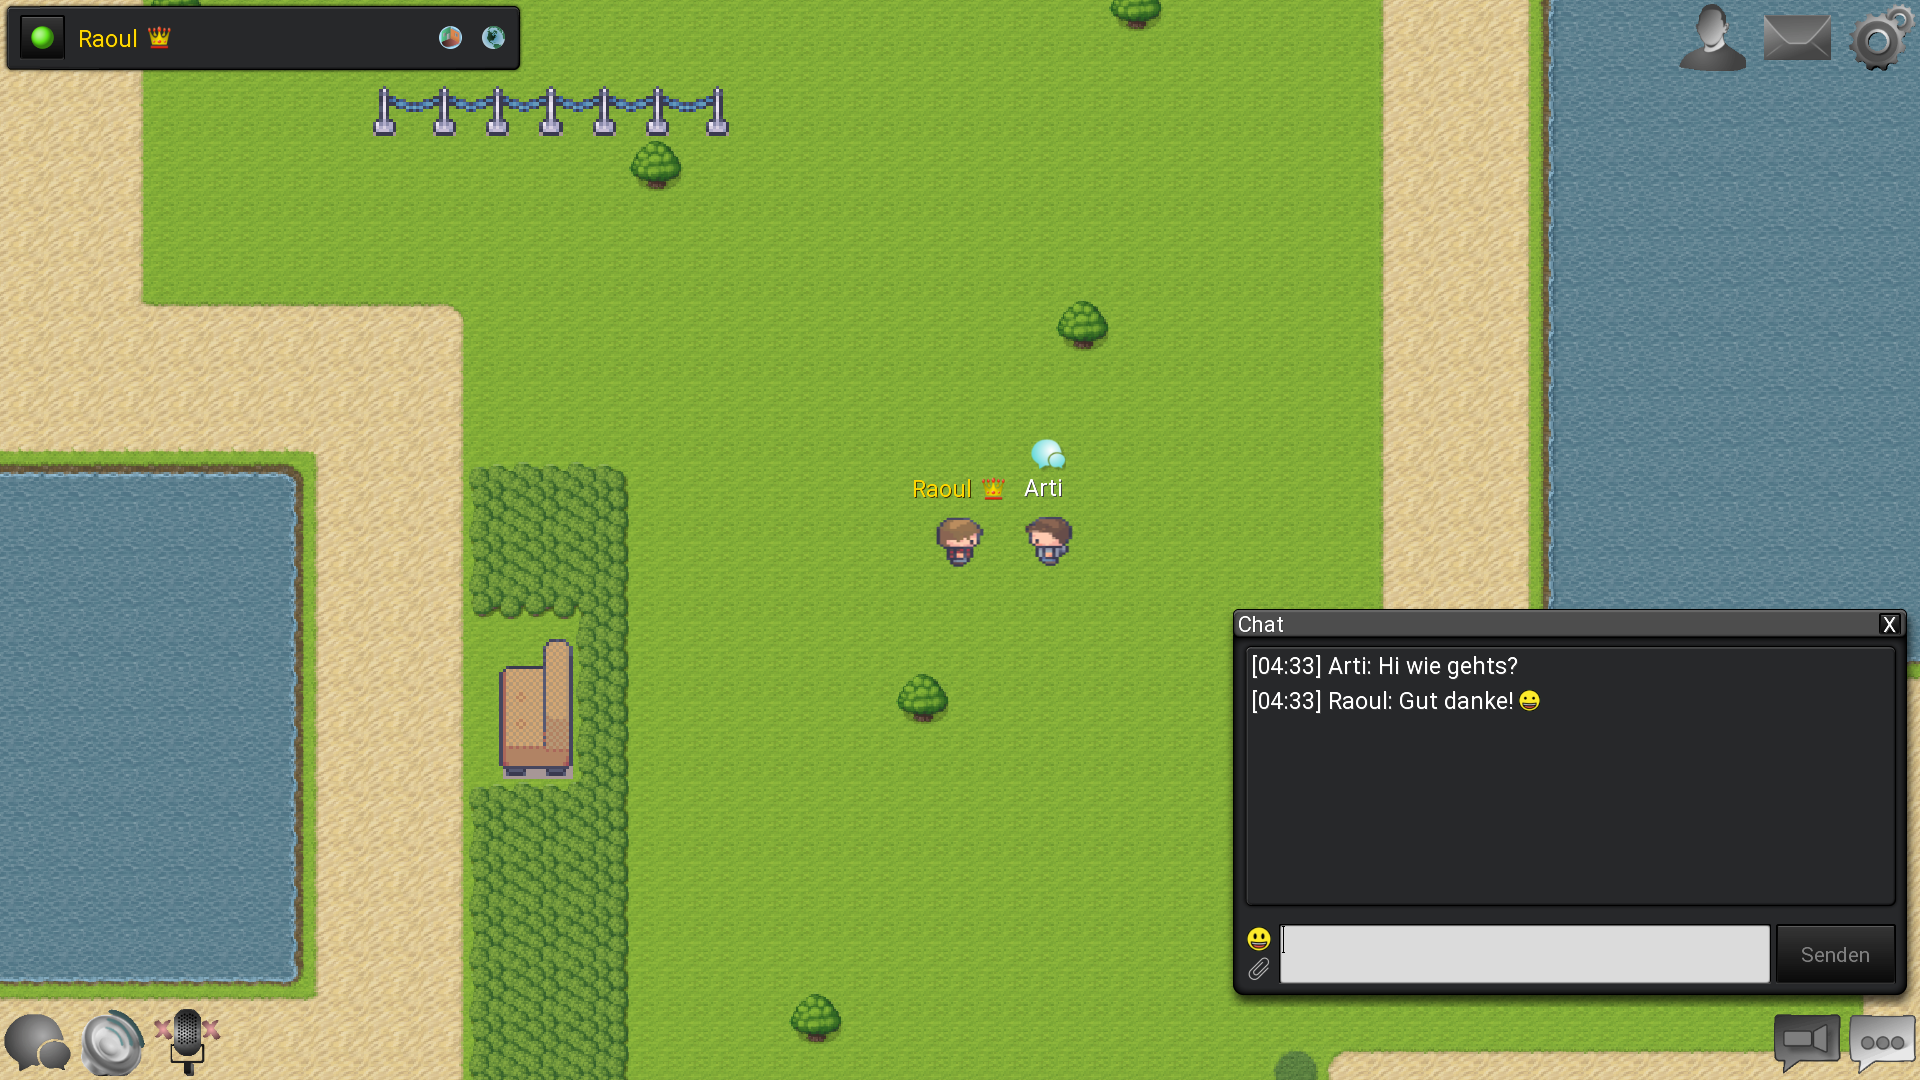 Raoul
Raoul Arti
Chat X
[04:33] Arti: Hi wie gehts?
[04:33] Raoul: Gut danke! 😀
Senden